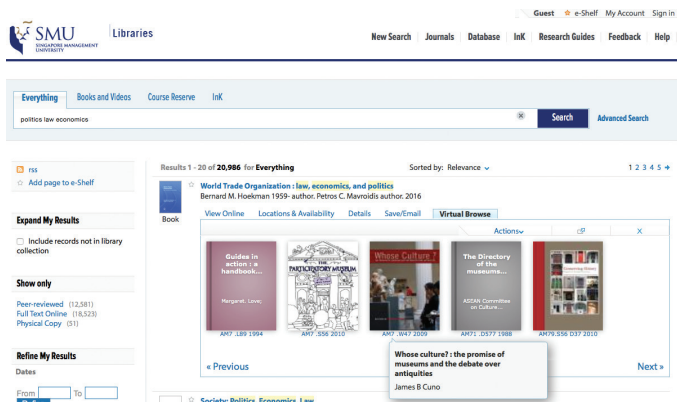 Guest e-Shelf My Account Sign in
SMU
SINGAPORE MANAGEMENT
UNIVERSITY
Libraries
New Search Journals Database InK Research Guides Feedback Help
Everything Books and Videos Course Reserve InK
politics law economics
Search Advanced Search
rss
Add page to e-Shelf
Expand My Results
Include records not in library
collection
Show only
Peer-reviewed (12,581)
Full Text Online (18,523)
Physical Copy (51)
Refine My Results
Dates
From To
Results 1 - 20 of 20,986 for Everything Sorted by: Relevance 1 2 3 4 5
World Trade Organization : law, economics, and politics
Bernard M. Hoekman 1959- author. Petros C. Mavroidis author. 2016
Book
View Online Locations & Availability Details Save/Email Virtual Browse
Actions X
Guides in
action : a
handbook...
Margaret. Love;
AM7 .L89 1994
THE
PARTICIPATORY MUSEUM
AM7 .S56 2010
Whose Culture ?
AM7 .W47 2009
The Directory
of the
museums...
ASEAN Committee
on Culture...
AM71 .D577 1988
AM79.S56 D37 2010
Whose culture? : the promise of
museums and the debate over
antiquities
James B Cuno
« Previous Next »
Society: Politics, Economics, Law